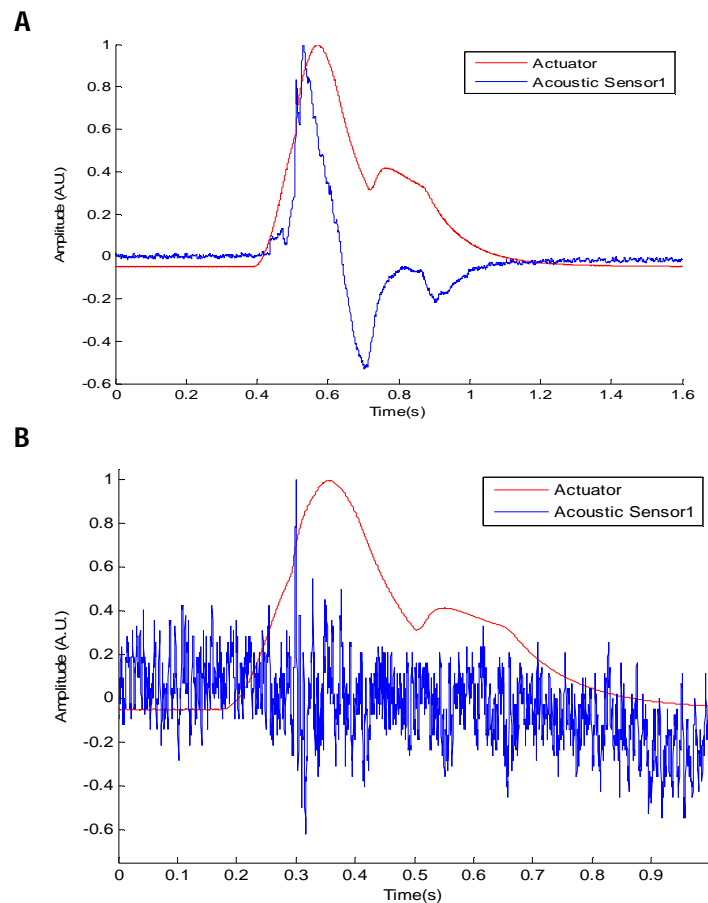 A
Actuator
Acoustic Sensor1
Amplitude (A.U.)
1
0.8
0.6
0.4
0.2
0
-0.2
-0.4
-0.6
0 0.2 0.4 0.6 0.8 1 1.2 1.4 1.6
Time(s)
B
Actuator
Acoustic Sensor1
Amplitude (A.U.)
1
0.8
0.6
0.4
0.2
0
-0.2
-0.4
-0.6
0 0.1 0.2 0.3 0.4 0.5 0.6 0.7 0.8 0.9
Time(s)